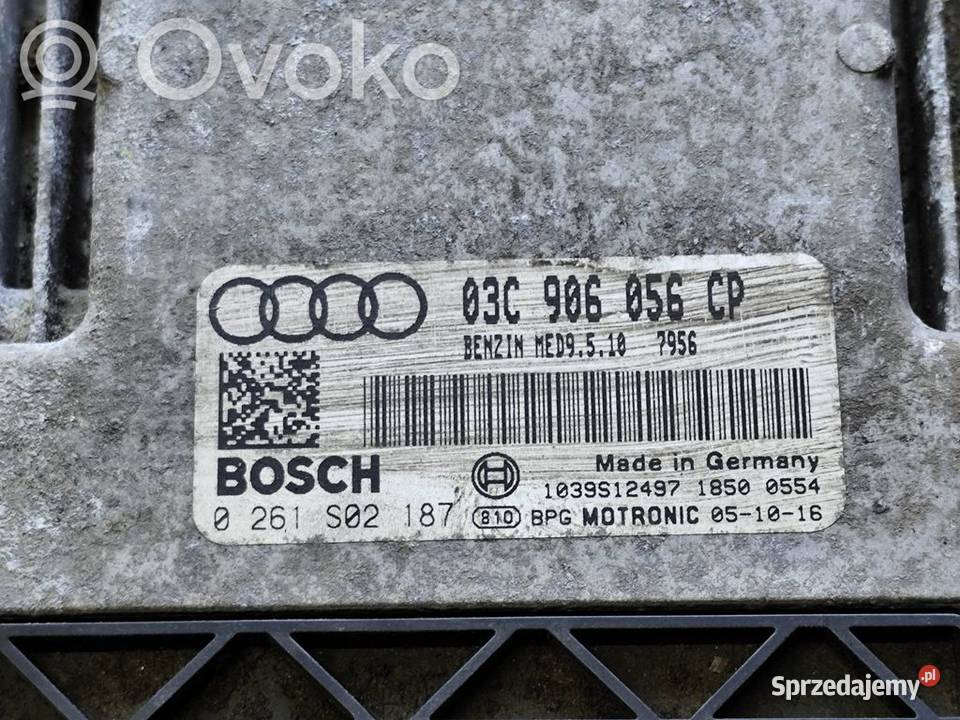 Ovoko
03C 906 056 CP
BENZIN MED9.5.10 7956
BOSCH
Made in Germany
1039S12497 1850 0554
0 261 S02 187 810 BPG MOTRONIC 05-10-16
Sprzedajemy.pl